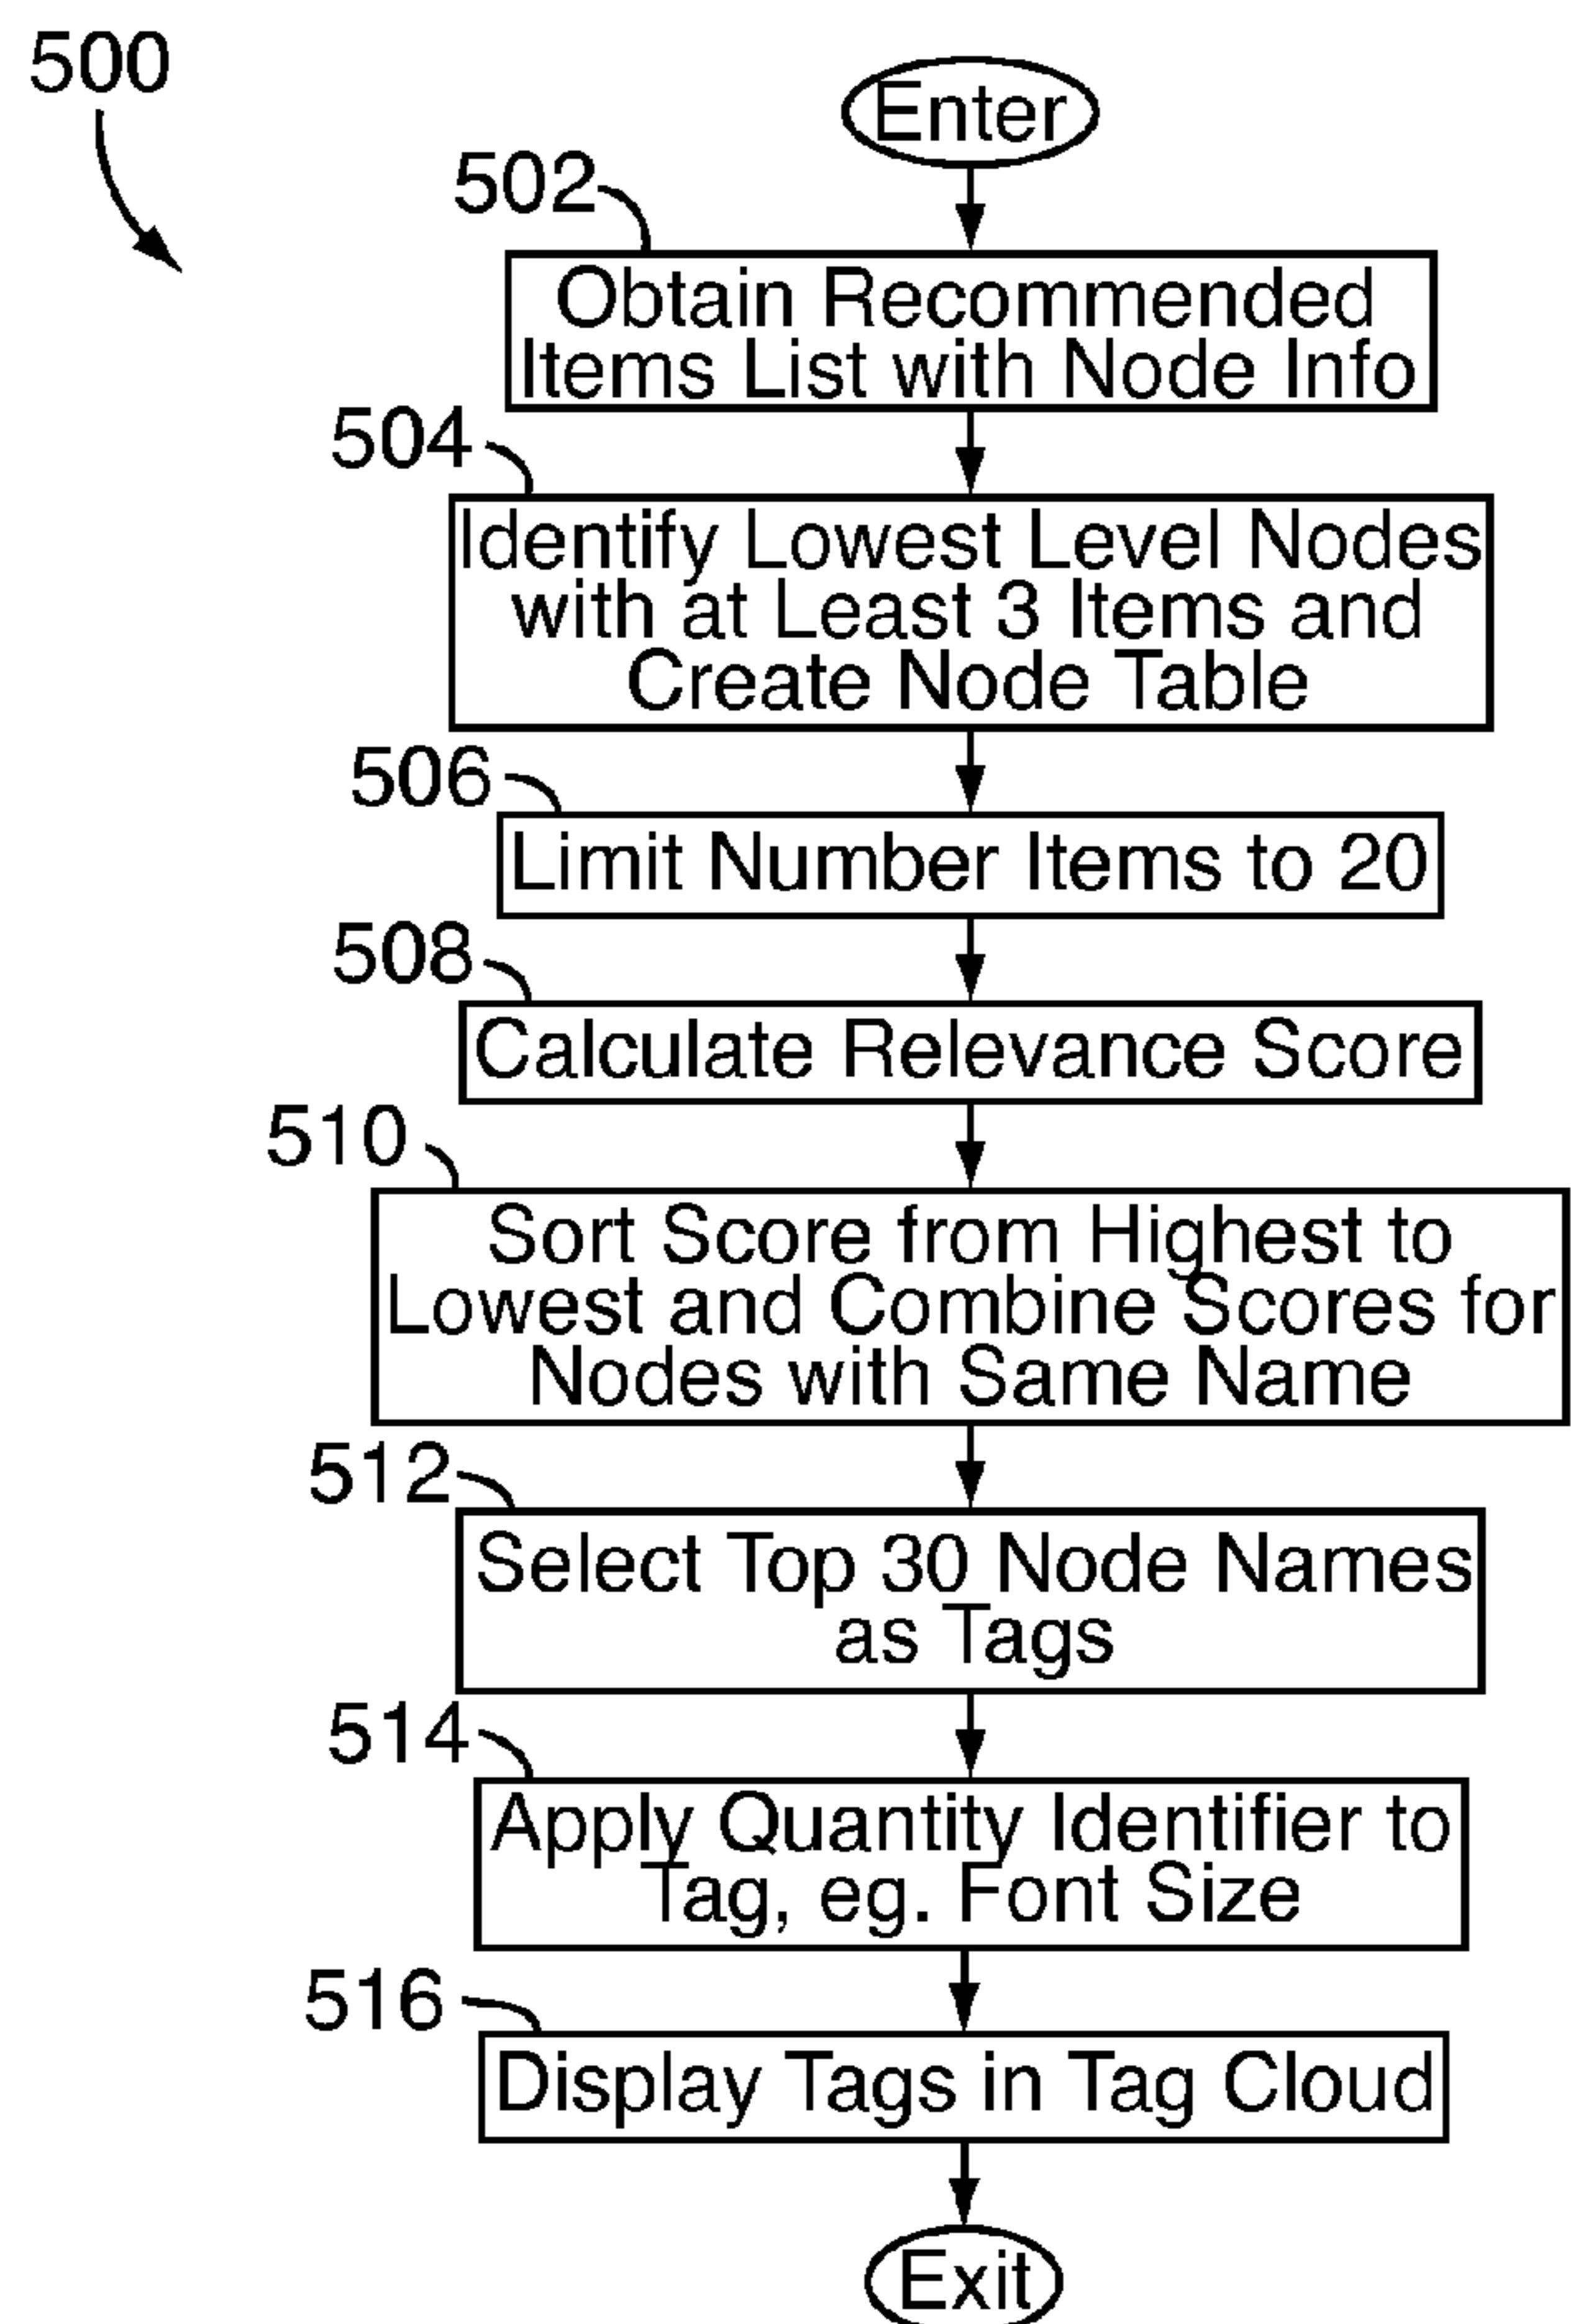 500
Enter
502
Obtain Recommended
Items List with Node Info
504
Identify Lowest Level Nodes
with at Least 3 Items and
Create Node Table
506
Limit Number Items to 20
508
Calculate Relevance Score
510
Sort Score from Highest to
Lowest and Combine Scores for
Nodes with Same Name
512
Select Top 30 Node Names
as Tags
514
Apply Quantity Identifier to
Tag, eg. Font Size
516
Display Tags in Tag Cloud
Exit